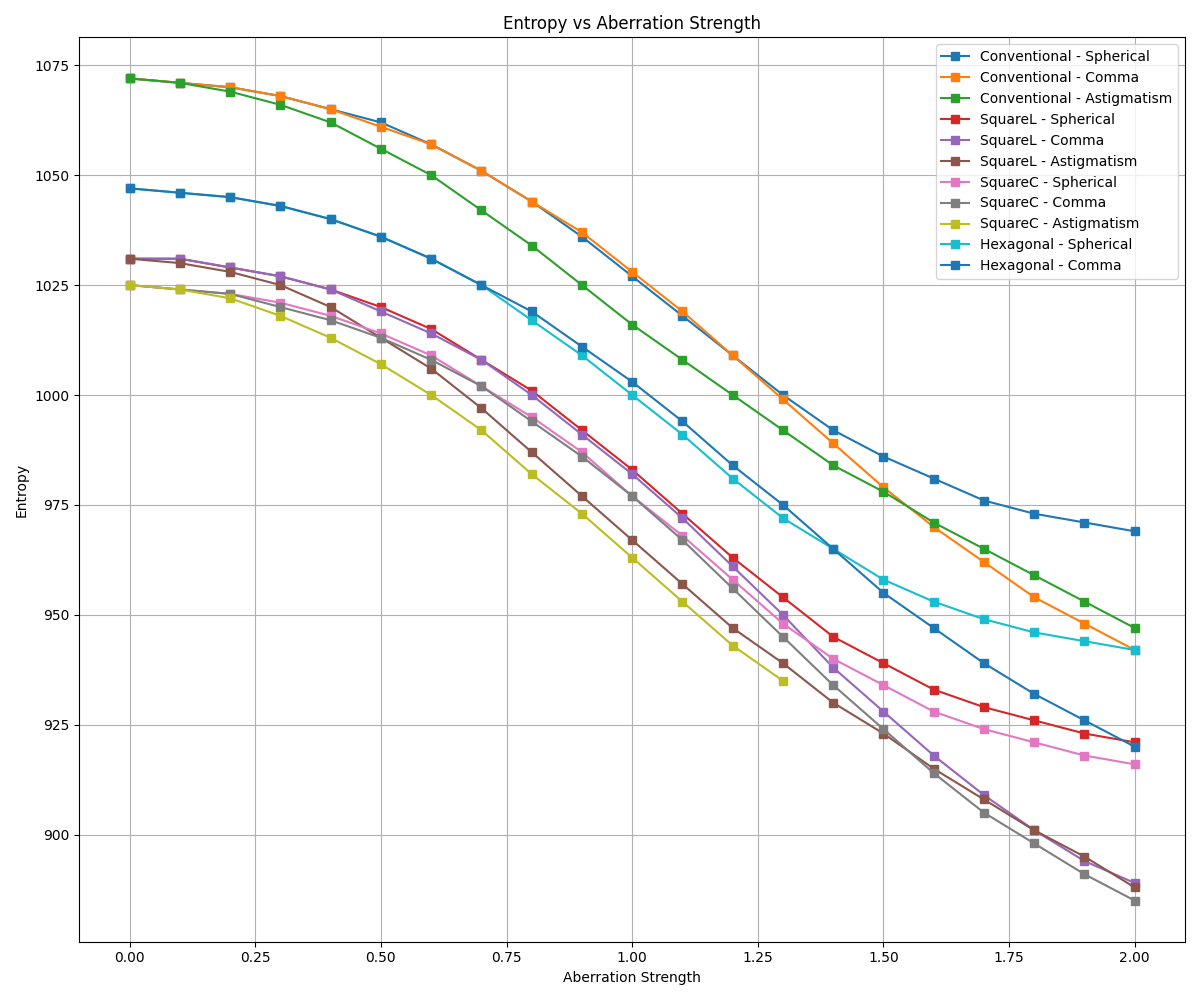 Entropy vs Aberration Strength
Conventional - Spherical
Conventional - Comma
Conventional - Astigmatism
SquareL - Spherical
SquareL - Comma
SquareL - Astigmatism
SquareC - Spherical
SquareC - Comma
SquareC - Astigmatism
Hexagonal - Spherical
Hexagonal - Comma
1075
1050
1025
1000
975
950
925
900
Entropy
0.00 0.25 0.50 0.75 1.00 1.25 1.50 1.75 2.00
Aberration Strength